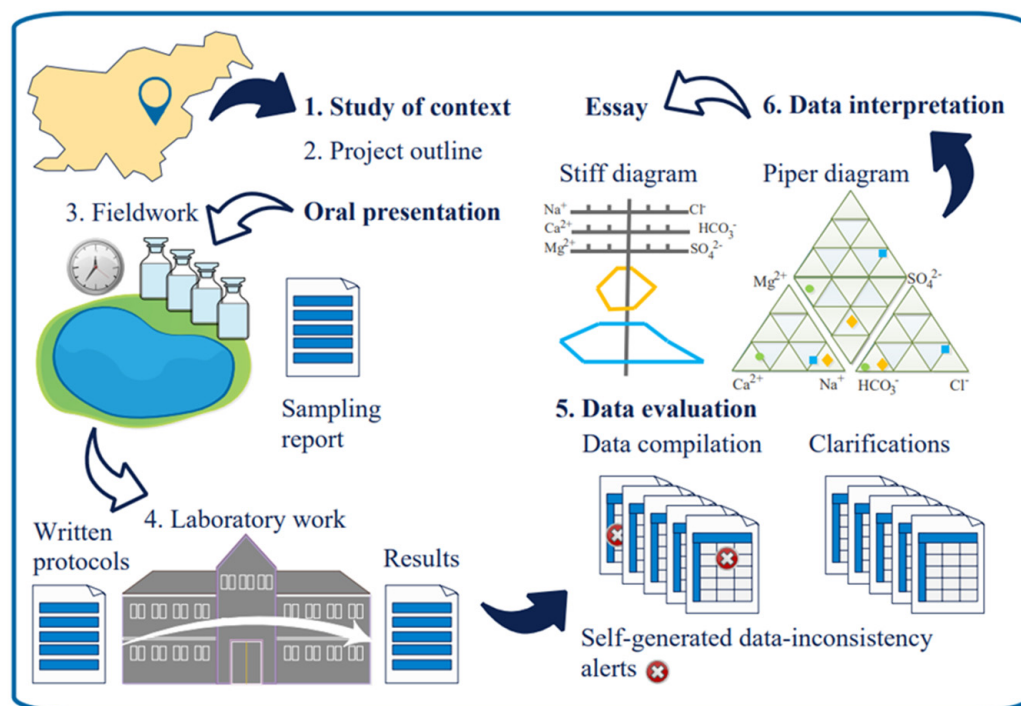 1. Study of context
2. Project outline
3. Fieldwork
Oral presentation
Sampling
report
4. Laboratory work
Written
protocols
Results
Essay
6. Data interpretation
Stiff diagram
Piper diagram
Na⁺ Cl⁻
Ca²⁺ HCO₃⁻
Mg²⁺ SO₄²⁻
Mg²⁺ SO₄²⁻
Ca²⁺ Na⁺ HCO₃⁻ Cl⁻
5. Data evaluation
Data compilation
Clarifications
Self-generated data-inconsistency
alerts